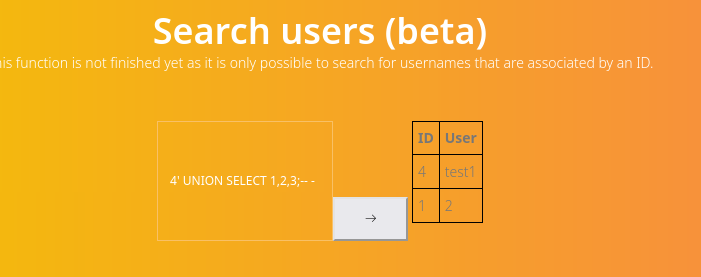 Search users (beta)
is function is not finished yet as it is only possible to search for usernames that are associated by an ID.
4' UNION SELECT 1,2,3;-- -
→
ID User
4 test1
1 2